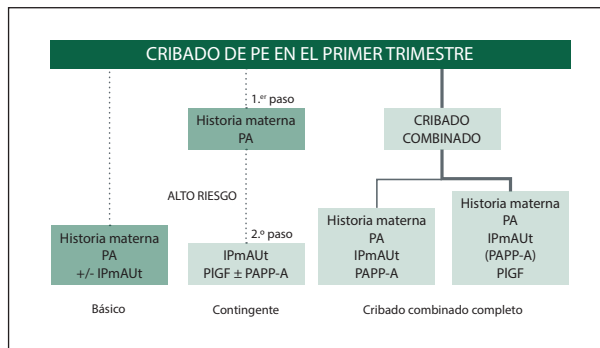 CRIBADO DE PE EN EL PRIMER TRIMESTRE
1.er paso
Historia materna
PA
CRIBADO
COMBINADO
ALTO RIESGO
2.º paso
Historia materna
PA
+/- IPmAUt
IPmAUt
PlGF ± PAPP-A
Historia materna
PA
IPmAUt
PAPP-A
Historia materna
PA
IPmAUt
(PAPP-A)
PlGF
Básico
Contingente
Cribado combinado completo